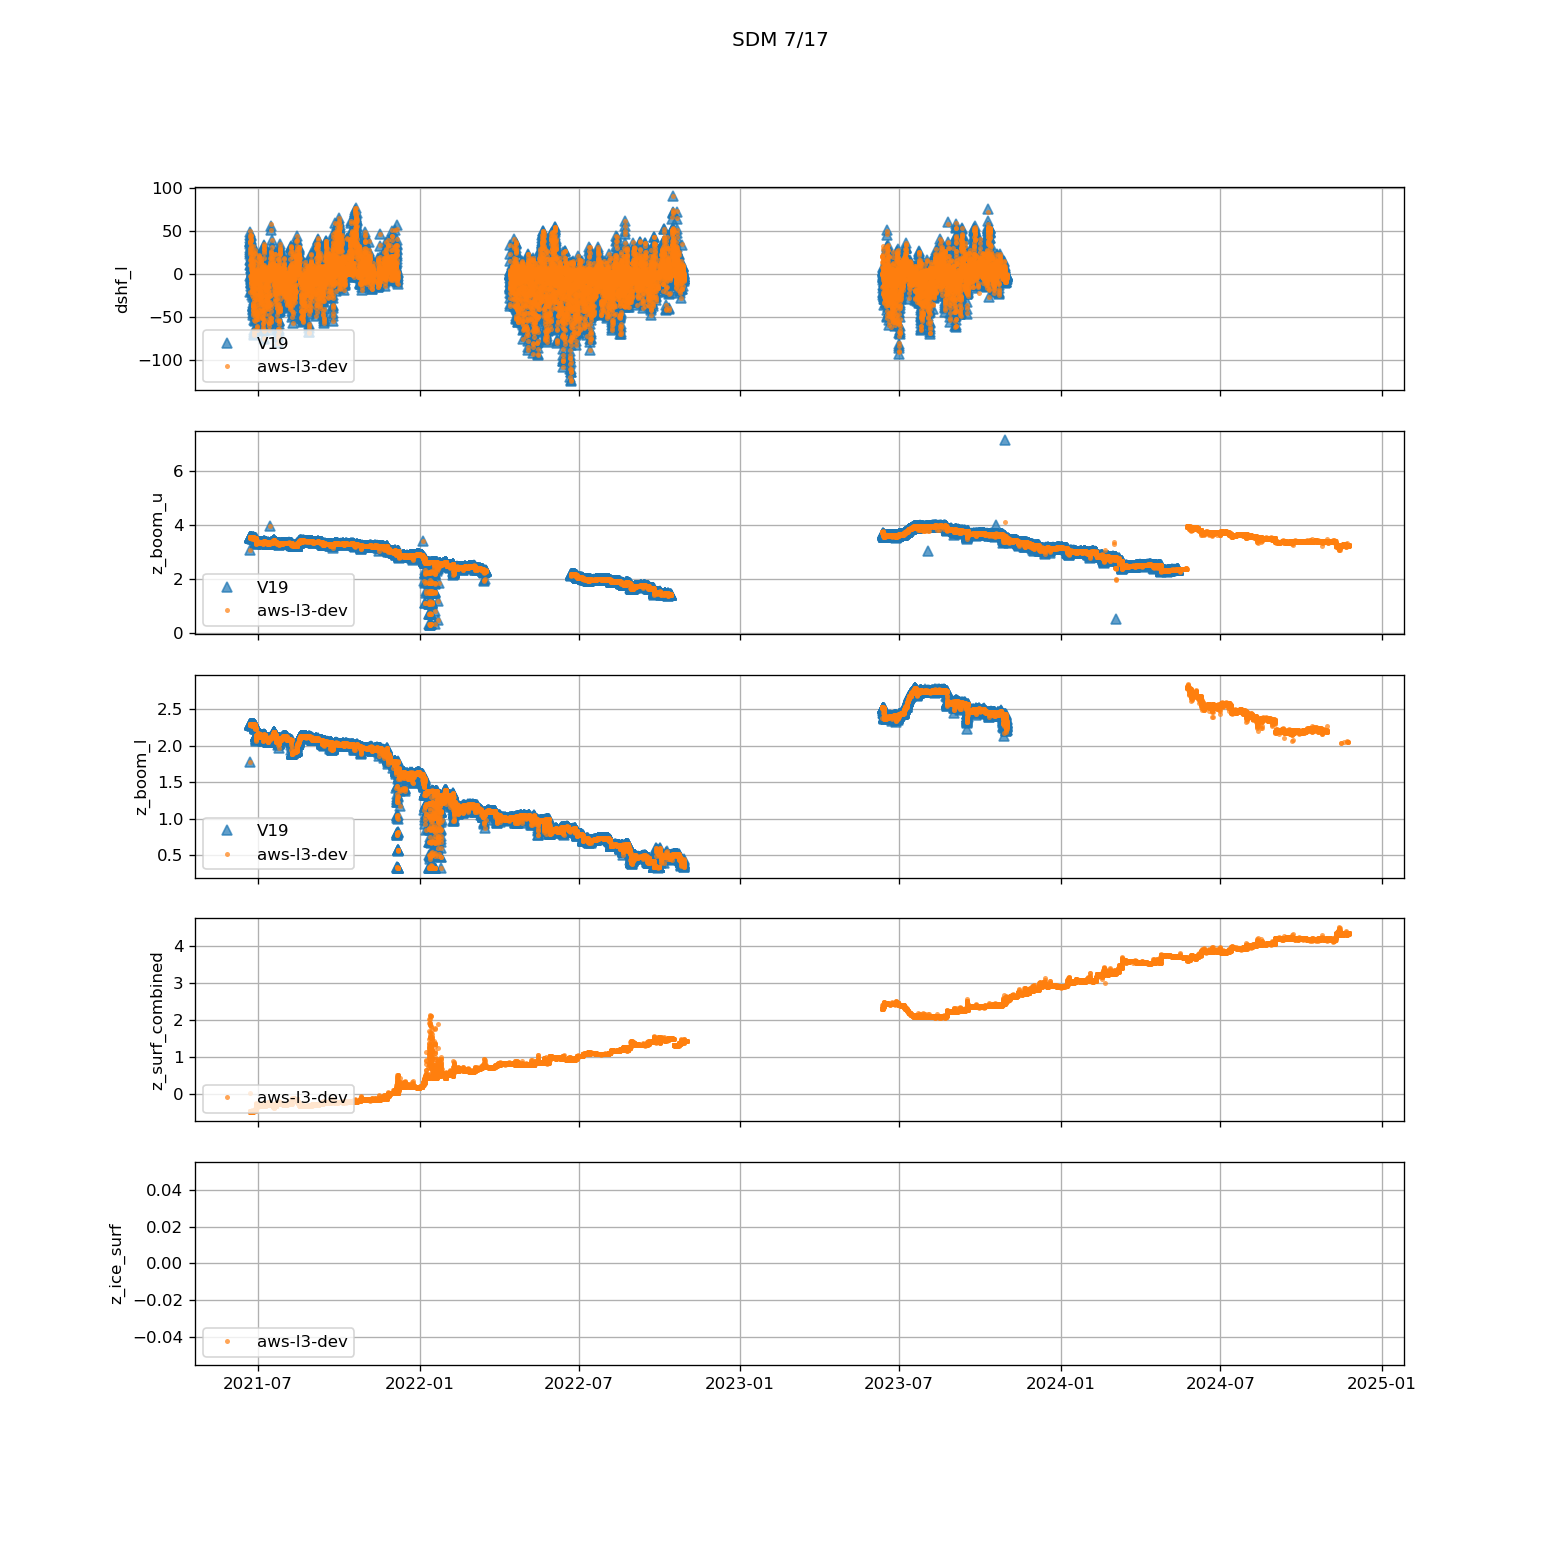 SDM 7/17
100
50
0
−50
−100
dshf_l
V19
aws-l3-dev
6
4
2
0
z_boom_u
V19
aws-l3-dev
2.5
2.0
1.5
1.0
0.5
z_boom_l
V19
aws-l3-dev
4
3
2
1
0
z_surf_combined
aws-l3-dev
0.04
0.02
0.00
−0.02
−0.04
z_ice_surf
aws-l3-dev
2021-07 2022-01 2022-07 2023-01 2023-07 2024-01 2024-07 2025-01